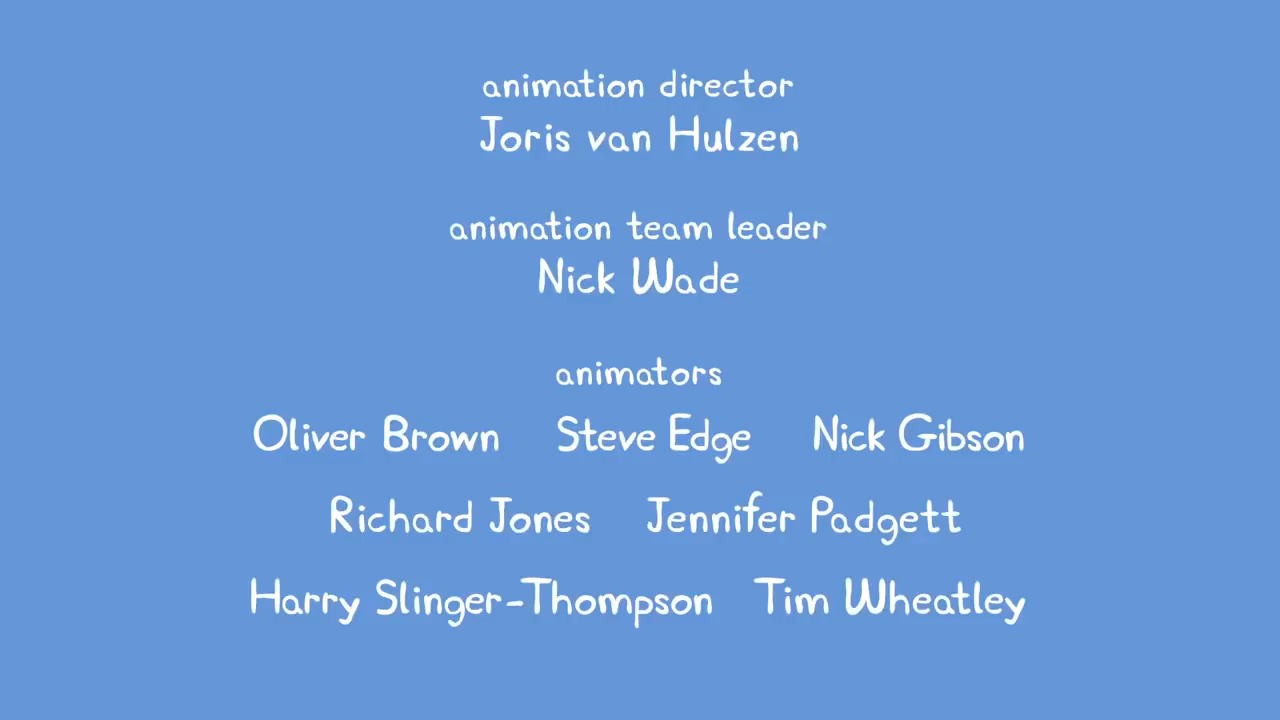 animation director
Joris van Hulzen
animation team leader
Nick Wade
animators
Oliver Brown Steve Edge Nick Gibson
Richard Jones Jennifer Padgett
Harry Slinger-Thompson Tim Wheatley